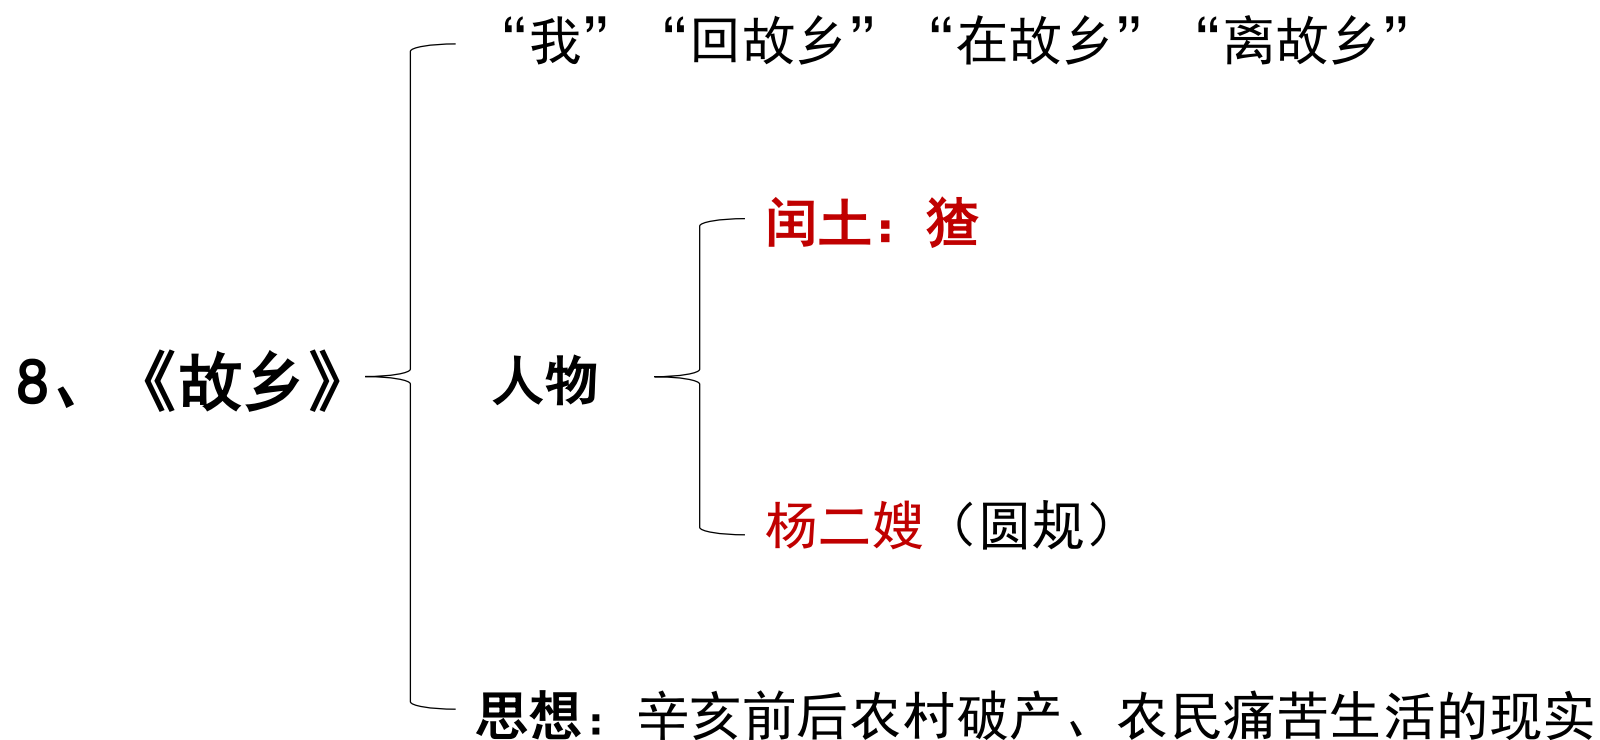 “我” “回故乡” “在故乡” “离故乡”
闰土：猹
8、《故乡》
人物
杨二嫂（圆规）
思想：辛亥前后农村破产、农民痛苦生活的现实